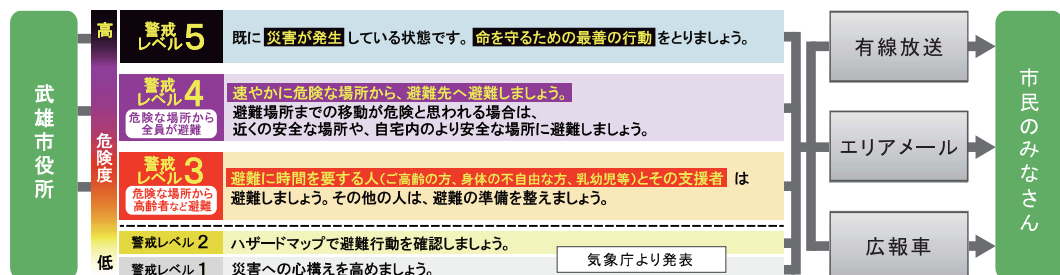 武雄市役所
高
危険度
低
警戒
レベル5
既に災害が発生している状態です。命を守るための最善の行動をとりましょう。
警戒
レベル4
危険な場所から
全員が避難
速やかに危険な場所から、避難先へ避難しましょう。
避難場所までの移動が危険と思われる場合は、
近くの安全な場所や、自宅内のより安全な場所に避難しましょう。
警戒
レベル3
危険な場所から
高齢者など避難
避難に時間を要する人(ご高齢の方、身体の不自由な方、乳幼児等)とその支援者は
避難しましょう。その他の人は、避難の準備を整えましょう。
警戒レベル2
ハザードマップで避難行動を確認しましょう。
警戒レベル1
災害への心構えを高めましょう。
気象庁より発表
有線放送
エリアメール
広報車
市民のみなさん